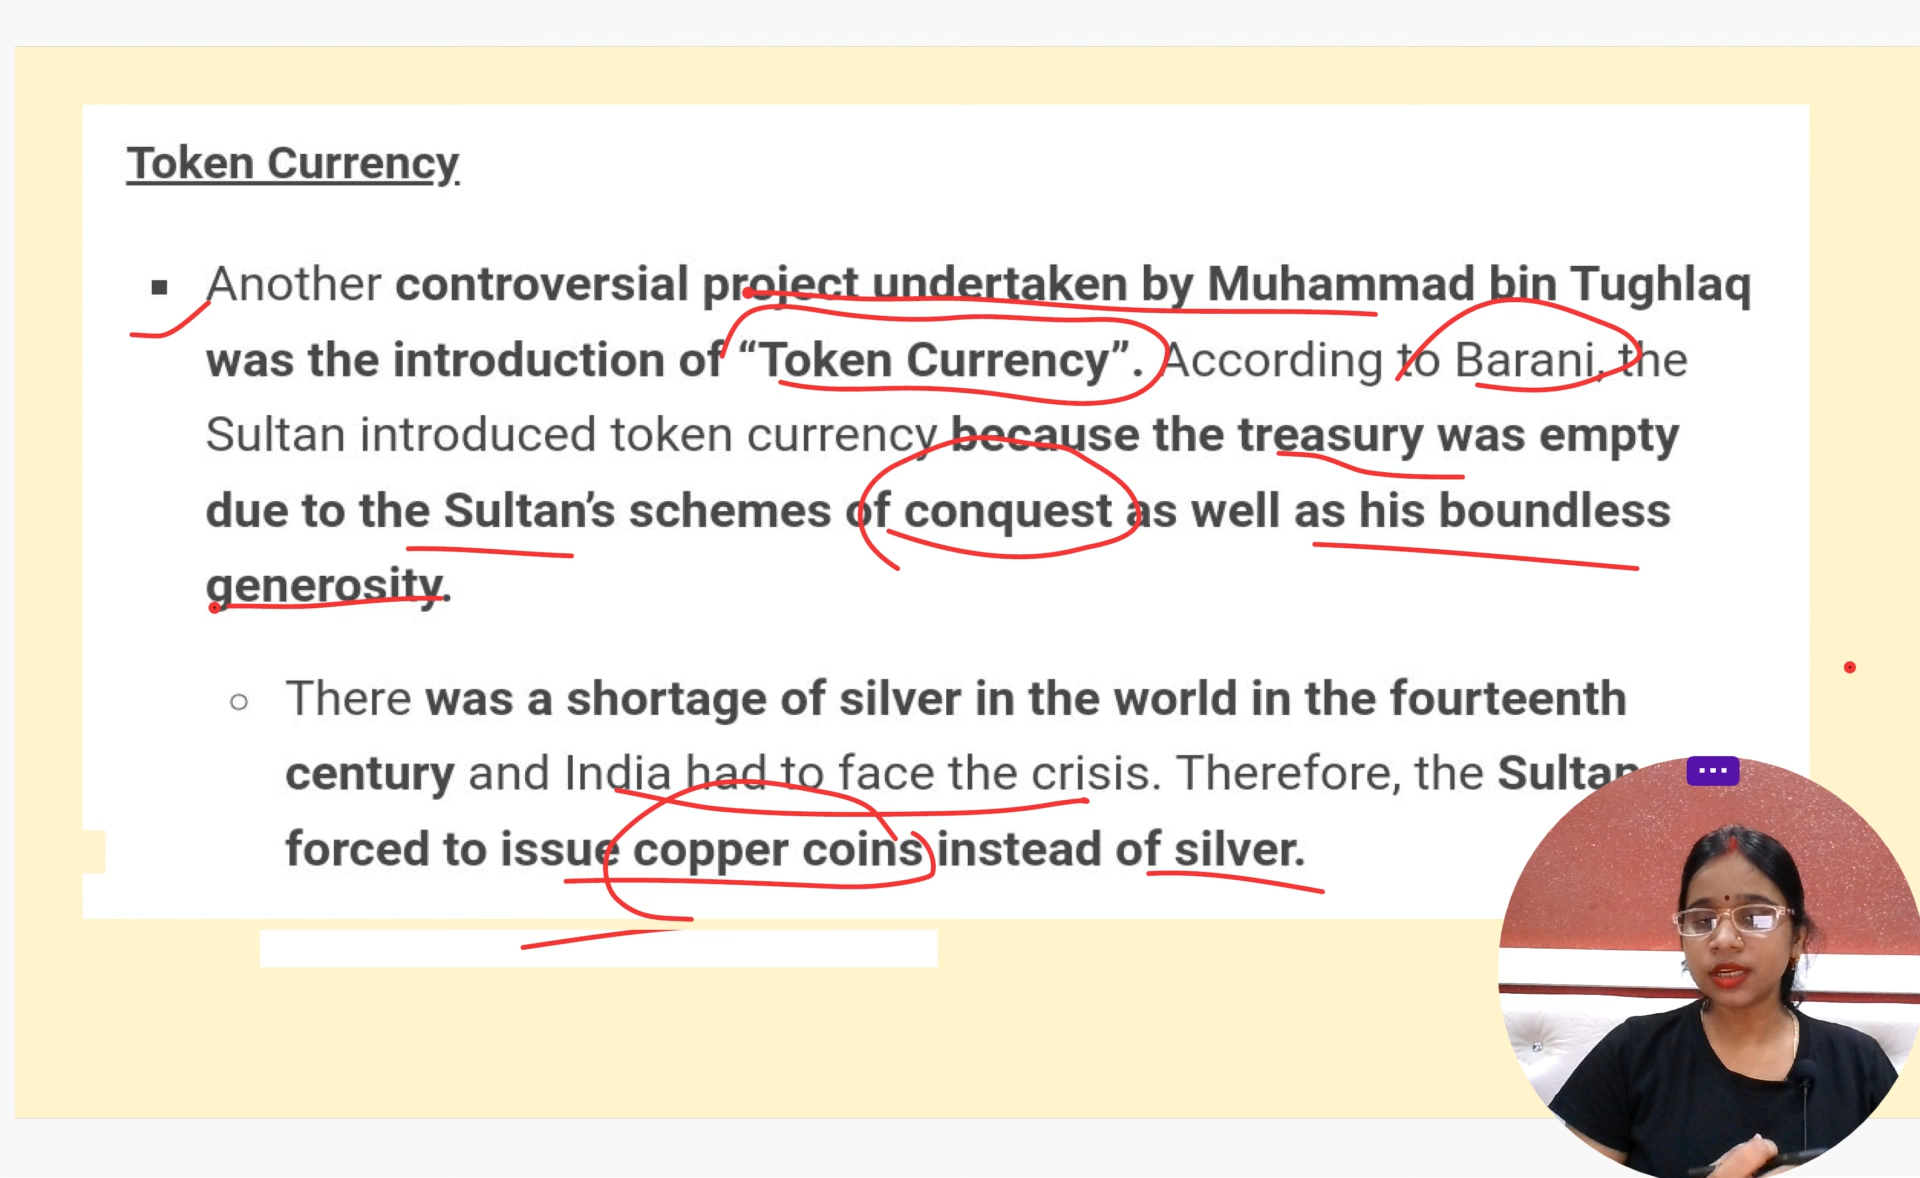 Token Currency
▪ Another controversial project undertaken by Muhammad bin Tughlaq
was the introduction of “Token Currency”. According to Barani, the
Sultan introduced token currency because the treasury was empty
due to the Sultan’s schemes of conquest as well as his boundless
generosity.
○ There was a shortage of silver in the world in the fourteenth
century and India had to face the crisis. Therefore, the Sultan
forced to issue copper coins instead of silver.